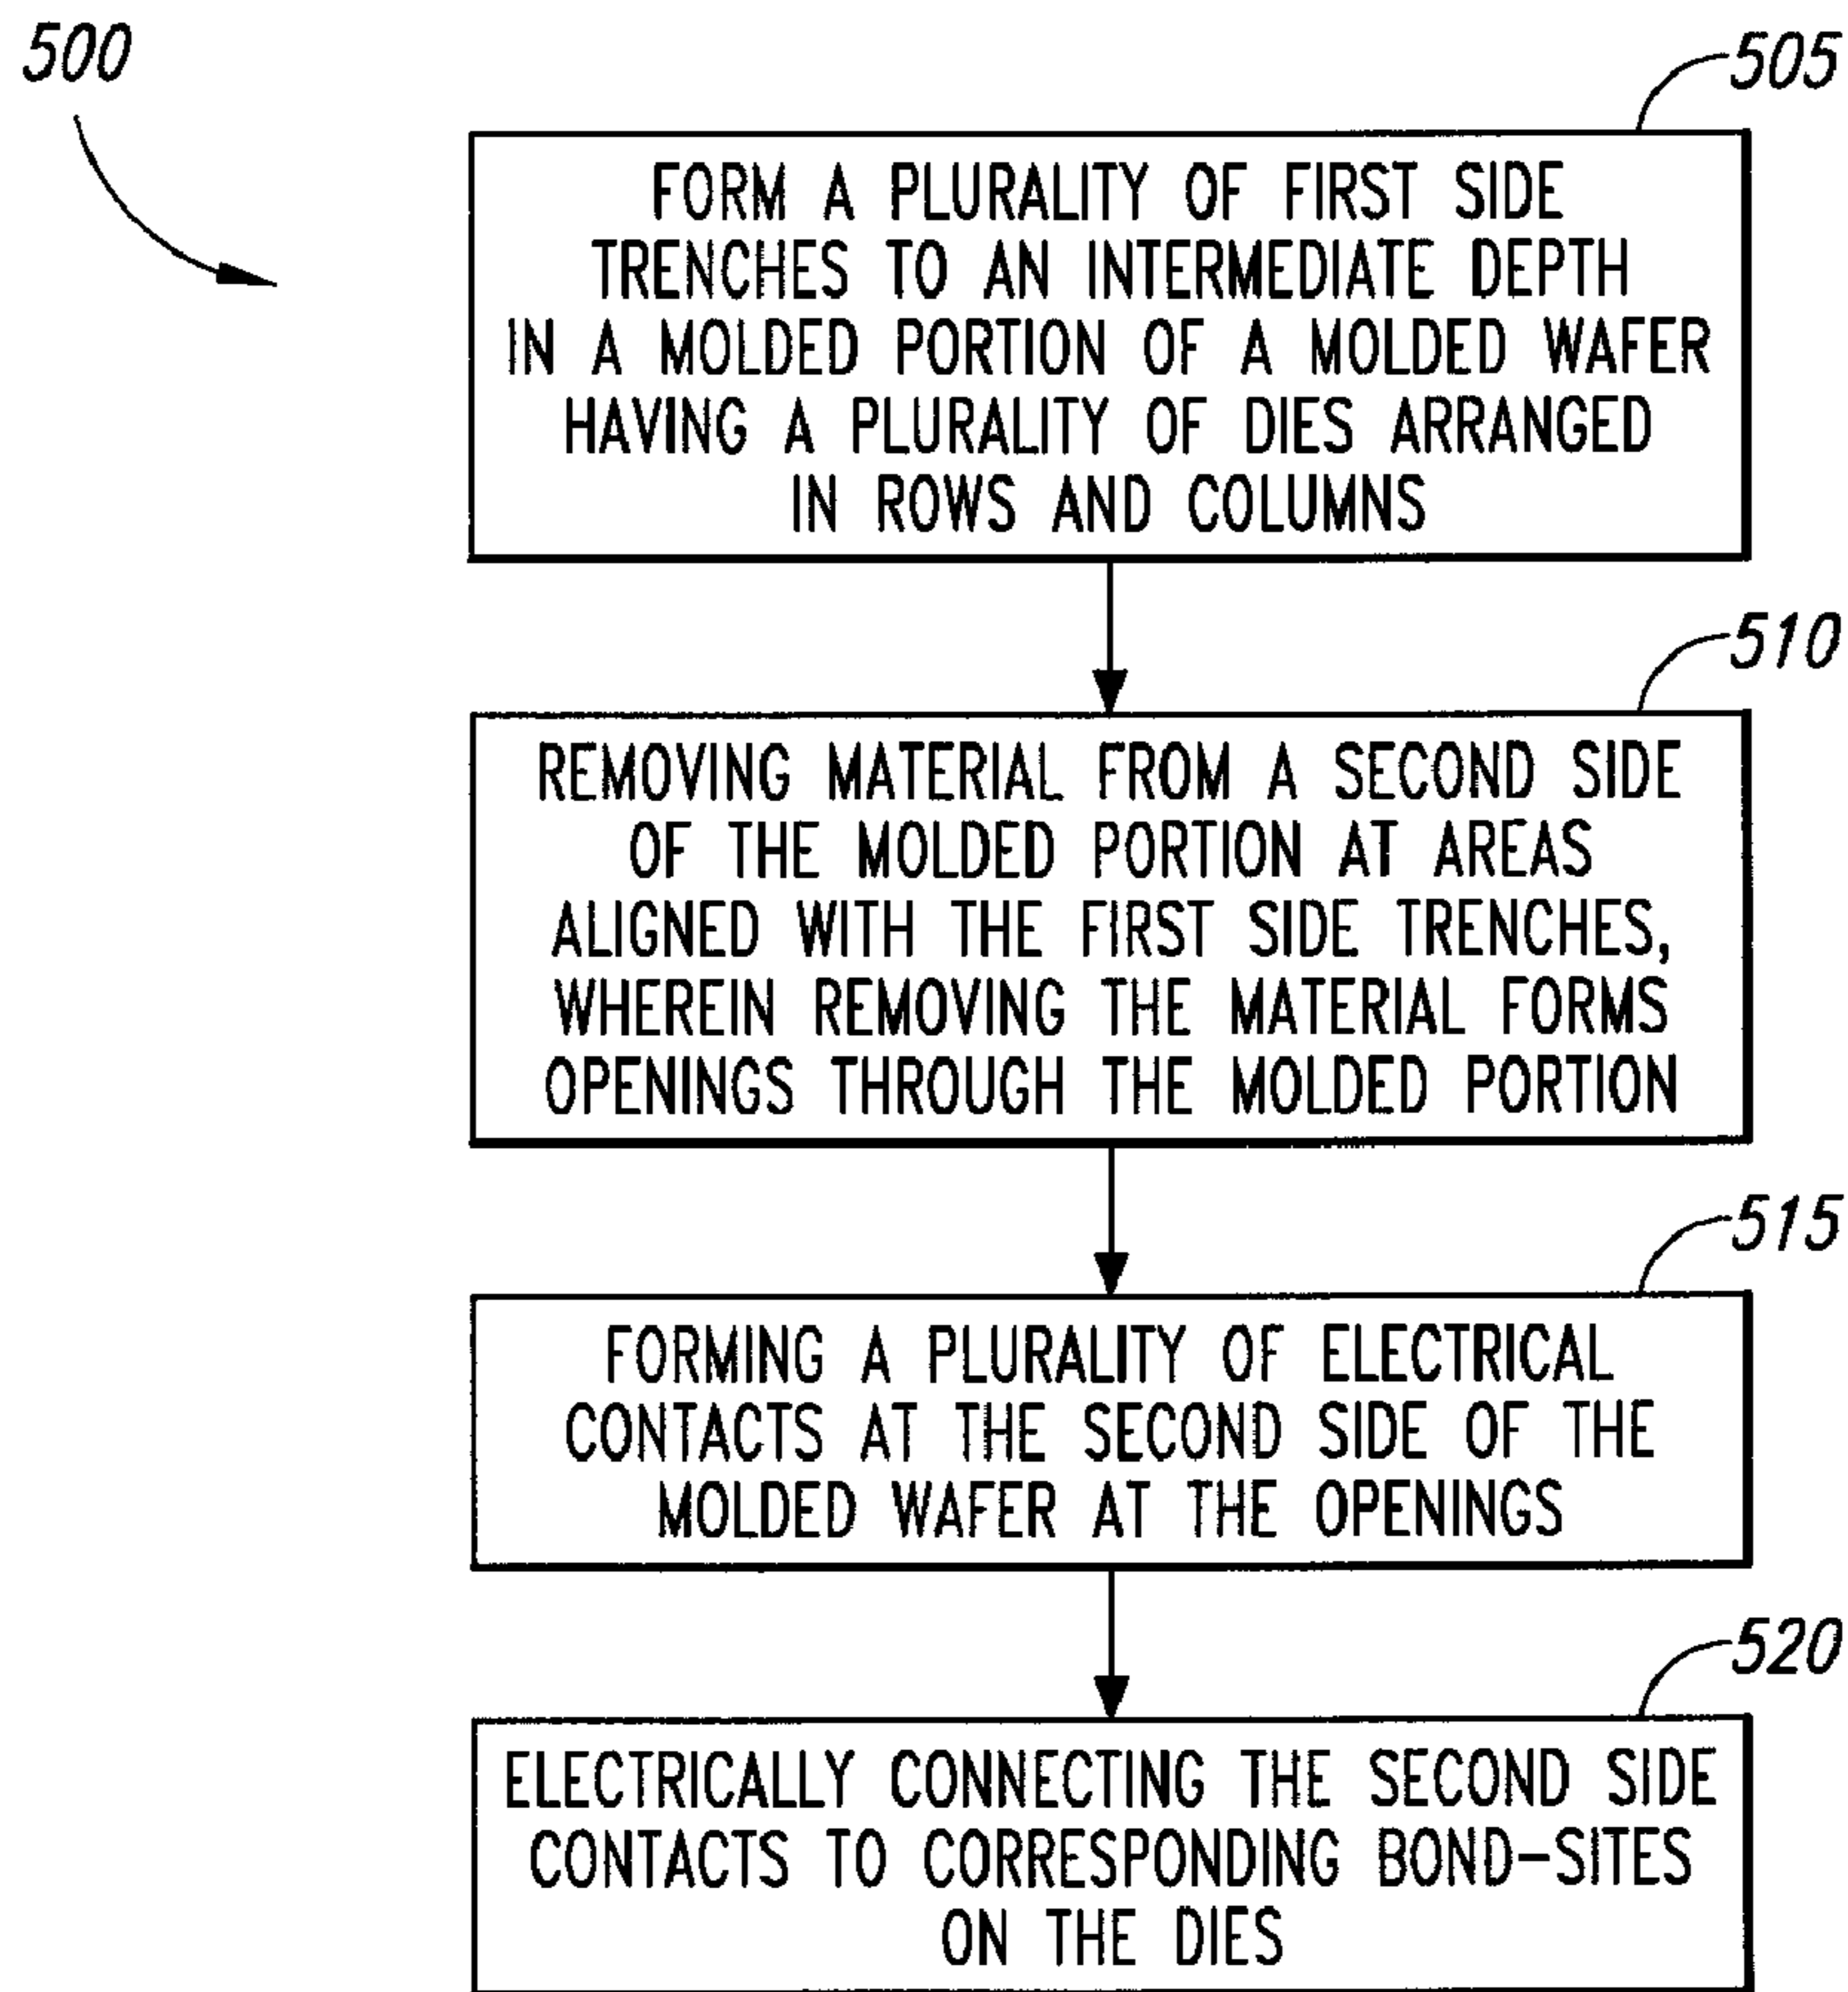 500
505
FORM A PLURALITY OF FIRST SIDE
TRENCHES TO AN INTERMEDIATE DEPTH
IN A MOLDED PORTION OF A MOLDED WAFER
HAVING A PLURALITY OF DIES ARRANGED
IN ROWS AND COLUMNS
510
REMOVING MATERIAL FROM A SECOND SIDE
OF THE MOLDED PORTION AT AREAS
ALIGNED WITH THE FIRST SIDE TRENCHES,
WHEREIN REMOVING THE MATERIAL FORMS
OPENINGS THROUGH THE MOLDED PORTION
515
FORMING A PLURALITY OF ELECTRICAL
CONTACTS AT THE SECOND SIDE OF THE
MOLDED WAFER AT THE OPENINGS
520
ELECTRICALLY CONNECTING THE SECOND SIDE
CONTACTS TO CORRESPONDING BOND-SITES
ON THE DIES